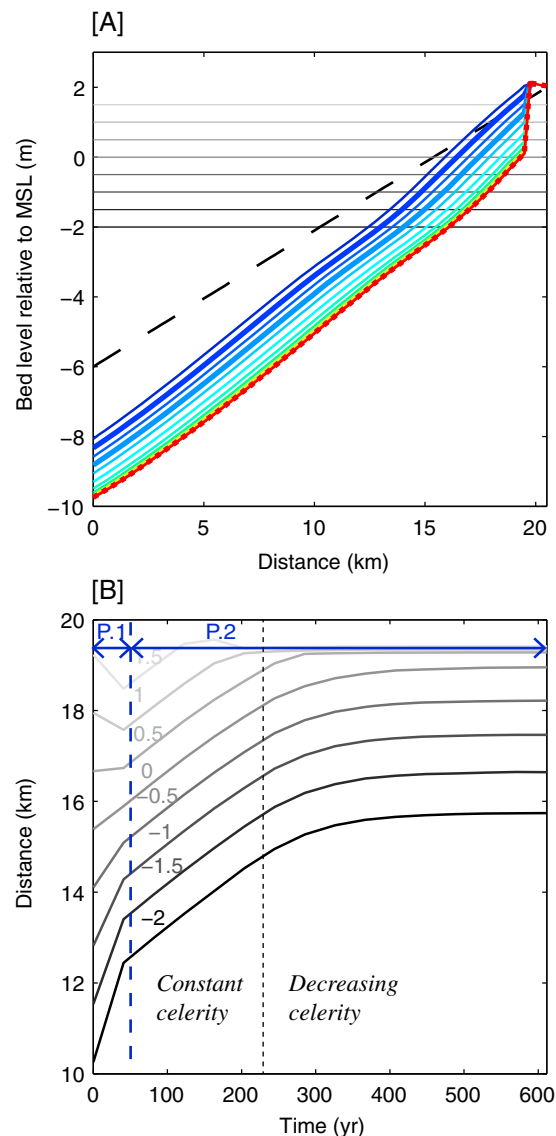 [A]
2
0
−2
−4
−6
−8
−10
Bed level relative to MSL (m)
0 5 10 15 20
Distance (km)
[B]
20
18
16
14
12
10
Distance (km)
P.1 P.2
1.5
1
0.5
0
−0.5
−1
−1.5
−2
Constant celerity
Decreasing celerity
0 100 200 300 400 500 600
Time (yr)